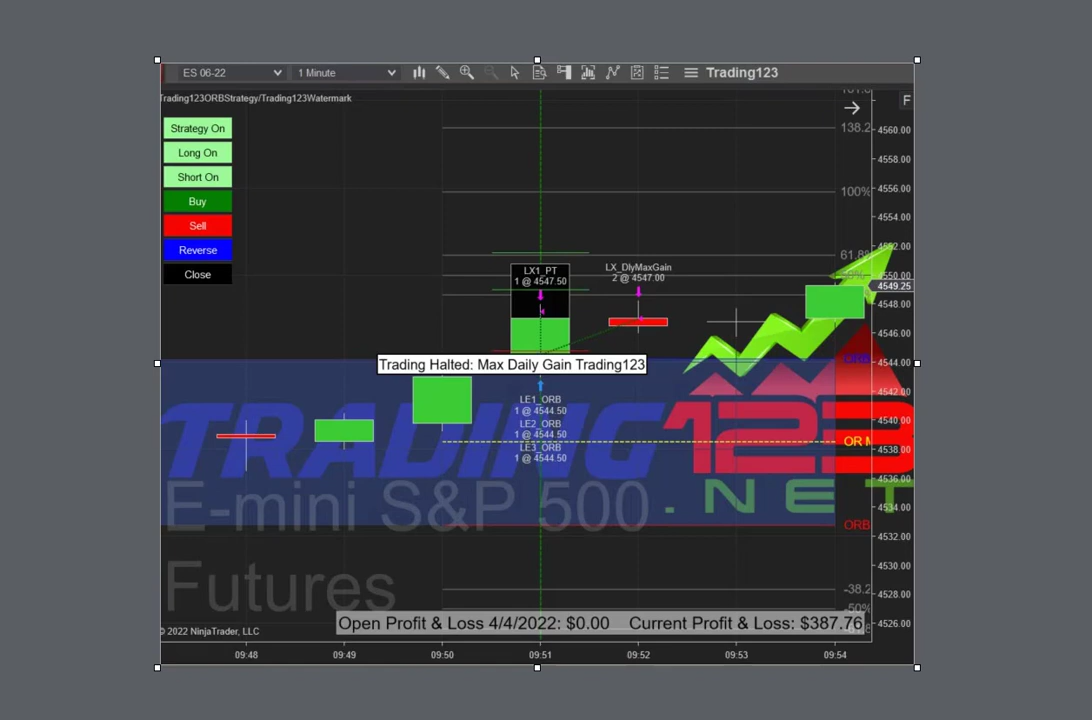 ES 06-22 1 Minute Trading123
Trading123ORBStrategy/Trading123Watermark
F
Strategy On
Long On
Short On
Buy
Sell
Reverse
Close
138.2
100%
61.8
50%
4560.00
4558.00
4556.00
4554.00
4552.00
4550.00
4549.25
4548.00
4546.00
4544.00
4542.00
4540.00
4538.00
4536.00
4534.00
4532.00
4530.00
4528.00
4526.00
LX1_PT
1 @ 4547.50
LX_DlyMaxGain
2 @ 4547.00
Trading Halted: Max Daily Gain Trading123
LE1_ORB
1 @ 4544.50
LE2_ORB
1 @ 4544.50
LE3_ORB
1 @ 4544.50
ORB
OR M
ORB
TRADING123
.NET
E-mini S&P 500
Futures
-38.2
-50%
Open Profit & Loss 4/4/2022: $0.00 Current Profit & Loss: $387.76
© 2022 NinjaTrader, LLC
09:48 09:49 09:50 09:51 09:52 09:53 09:54